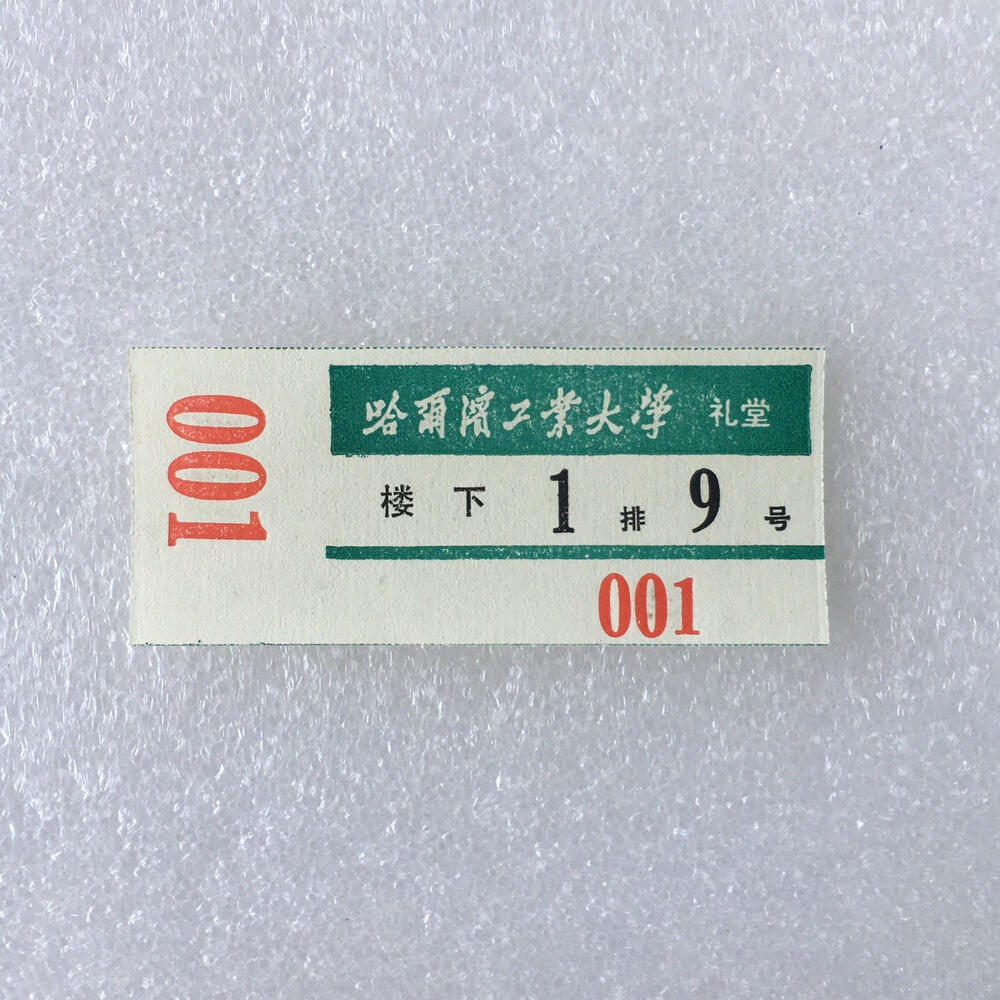 001
哈爾濱工業大學 礼堂
楼下 1 排 9 号
001